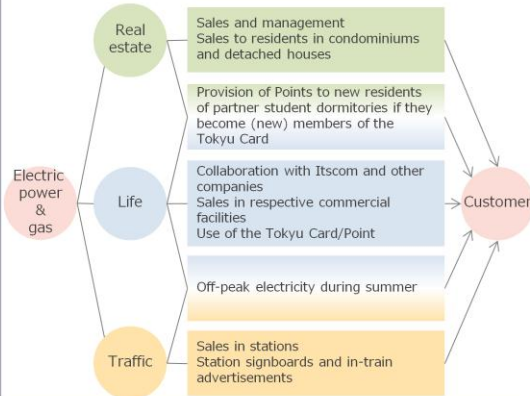 Real
estate
Sales and management
Sales to residents in condominiums
and detached houses
Provision of Points to new residents
of partner student dormitories if they
become (new) members of the
Tokyu Card
Electric
power
&
gas
Life
Collaboration with Itscom and other
companies
Sales in respective commercial
facilities
Use of the Tokyu Card/Point
Customer
Off-peak electricity during summer
Traffic
Sales in stations
Station signboards and in-train
advertisements